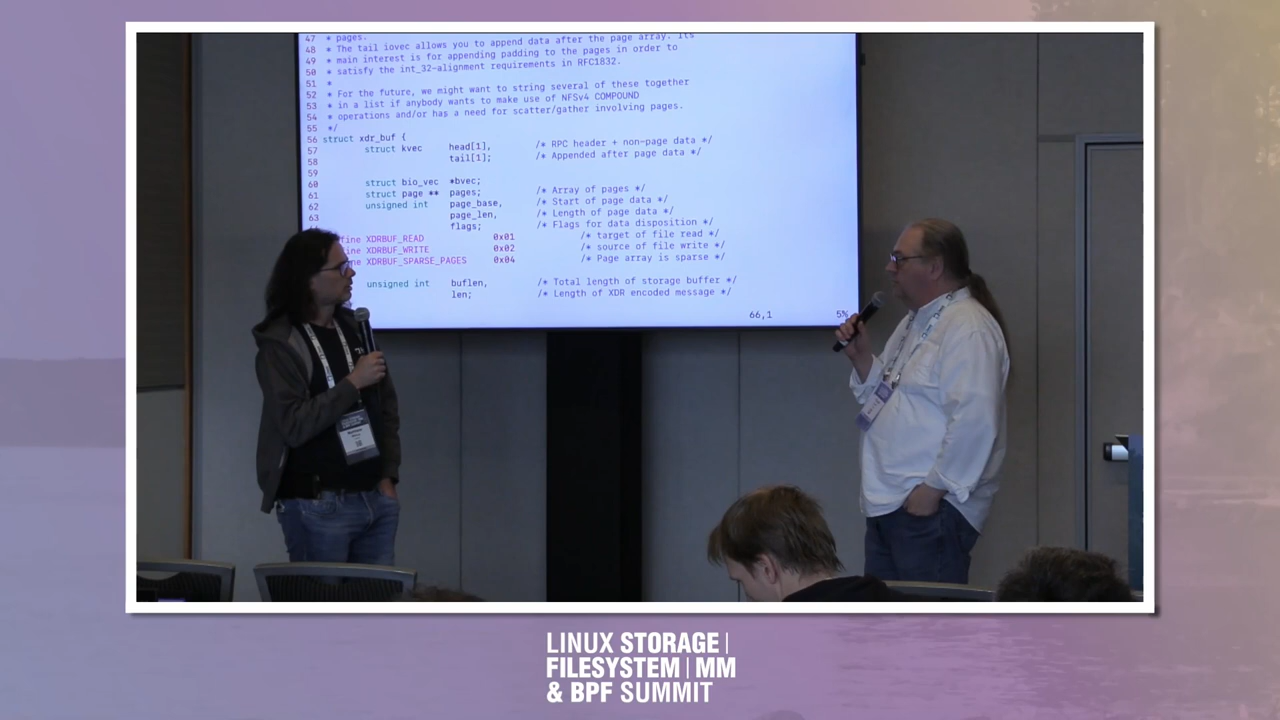 47 * pages.
48 * The tail iovec allows you to append data after the page array. Its
49 * main interest is for appending padding to the pages in order to
50 * satisfy the int_32-alignment requirements in RFC1832.
51 *
52 * For the future, we might want to string several of these together
53 * in a list if anybody wants to make use of NFSv4 COMPOUND
54 * operations and/or has a need for scatter/gather involving pages.
55 */
56 struct xdr_buf {
57 struct kvec head[1], /* RPC header + non-page data */
58 tail[1]; /* Appended after page data */
59
60 struct bio_vec *bvec;
61 struct page ** pages; /* Array of pages */
62 unsigned int page_base, /* Start of page data */
63 page_len, /* Length of page data */
flags; /* Flags for data disposition */
fine XDRBUF_READ 0x01 /* target of file read */
ine XDRBUF_WRITE 0x02 /* source of file write */
ne XDRBUF_SPARSE_PAGES 0x04 /* Page array is sparse */
unsigned int buflen, /* Total length of storage buffer */
len; /* Length of XDR encoded message */
66,1 5%
LINUX STORAGE |
FILESYSTEM | MM
& BPF SUMMIT